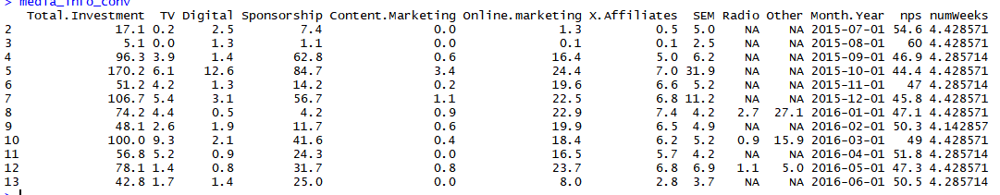 > media_info_conv
Total.Investment TV Digital Sponsorship Content.Marketing Online.marketing X.Affiliates SEM Radio Other Month.Year nps numWeeks
2 17.1 0.2 2.5 7.4 0.0 1.3 0.5 5.0 NA NA 2015-07-01 54.6 4.428571
3 5.1 0.0 1.3 1.1 0.0 0.1 0.1 2.5 NA NA 2015-08-01 60 4.428571
4 96.3 3.9 1.4 62.8 0.6 16.4 5.0 6.2 NA NA 2015-09-01 46.9 4.285714
5 170.2 6.1 12.6 84.7 3.4 24.4 7.0 31.9 NA NA 2015-10-01 44.4 4.428571
6 51.2 4.2 1.3 14.2 0.2 19.6 6.6 5.2 NA NA 2015-11-01 47 4.285714
7 106.7 5.4 3.1 56.7 1.1 22.5 6.8 11.2 NA NA 2015-12-01 45.8 4.428571
8 74.2 4.4 0.5 4.2 0.9 22.9 7.4 4.2 2.7 27.1 2016-01-01 47.1 4.428571
9 48.1 2.6 1.9 11.7 0.6 19.9 6.5 4.9 NA NA 2016-02-01 50.3 4.142857
10 100.0 9.3 2.1 41.6 0.4 18.4 6.2 5.2 0.9 15.9 2016-03-01 49 4.428571
11 56.8 5.2 0.9 24.3 0.0 16.5 5.7 4.2 NA NA 2016-04-01 51.8 4.285714
12 78.1 1.4 0.8 31.7 0.8 23.7 6.8 6.9 1.1 5.0 2016-05-01 47.3 4.428571
13 42.8 1.7 1.4 25.0 0.0 8.0 2.8 3.7 NA NA 2016-06-01 50.5 4.285714
>